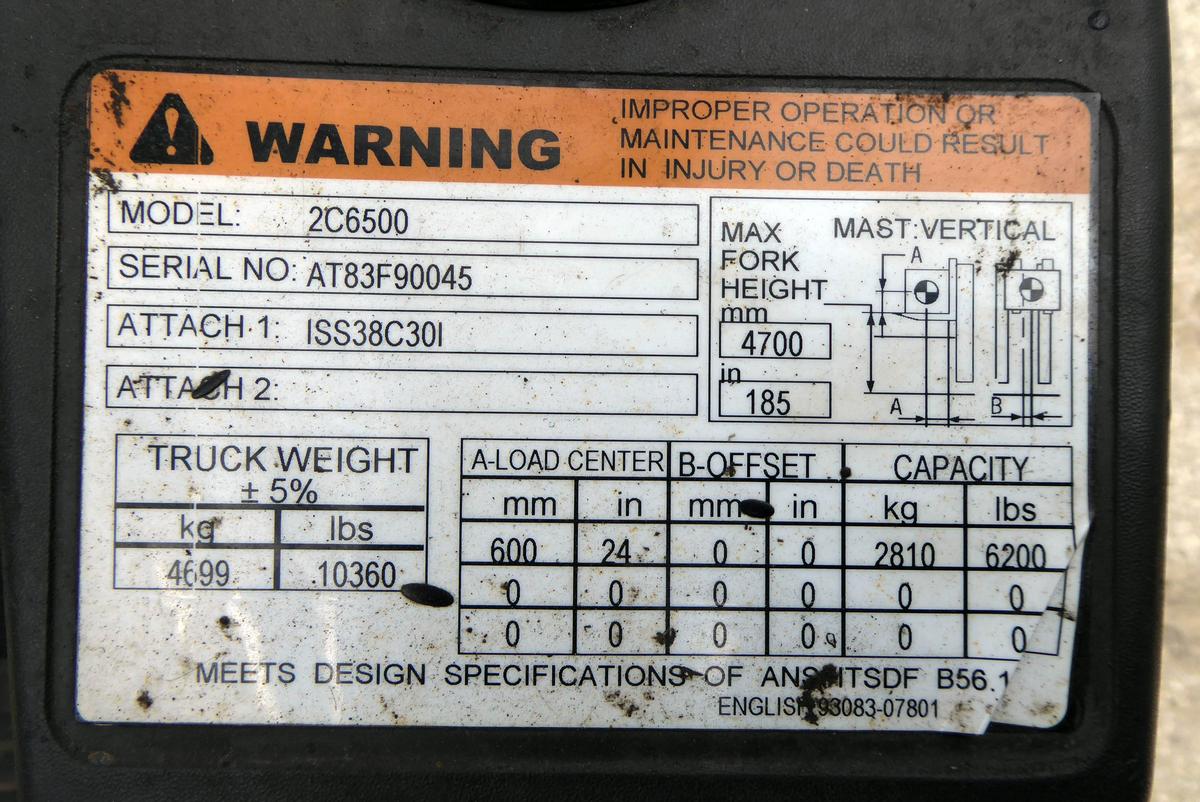 WARNING
IMPROPER OPERATION OR
MAINTENANCE COULD RESULT
IN INJURY OR DEATH
MODEL: 2C6500
SERIAL NO: AT83F90045
ATTACH 1: ISS38C30I
ATTACH 2:
MAX
FORK
HEIGHT
mm
4700
in
185
MAST:VERTICAL
A
A B
TRUCK WEIGHT
± 5%
kg lbs
4699 10360
A-LOAD CENTER B-OFFSET CAPACITY
mm in mm in kg lbs
600 24 0 0 2810 6200
0 0 0 0 0 0
0 0 0 0 0 0
MEETS DESIGN SPECIFICATIONS OF ITSDF B56.1
ENGLISH 93083-07801